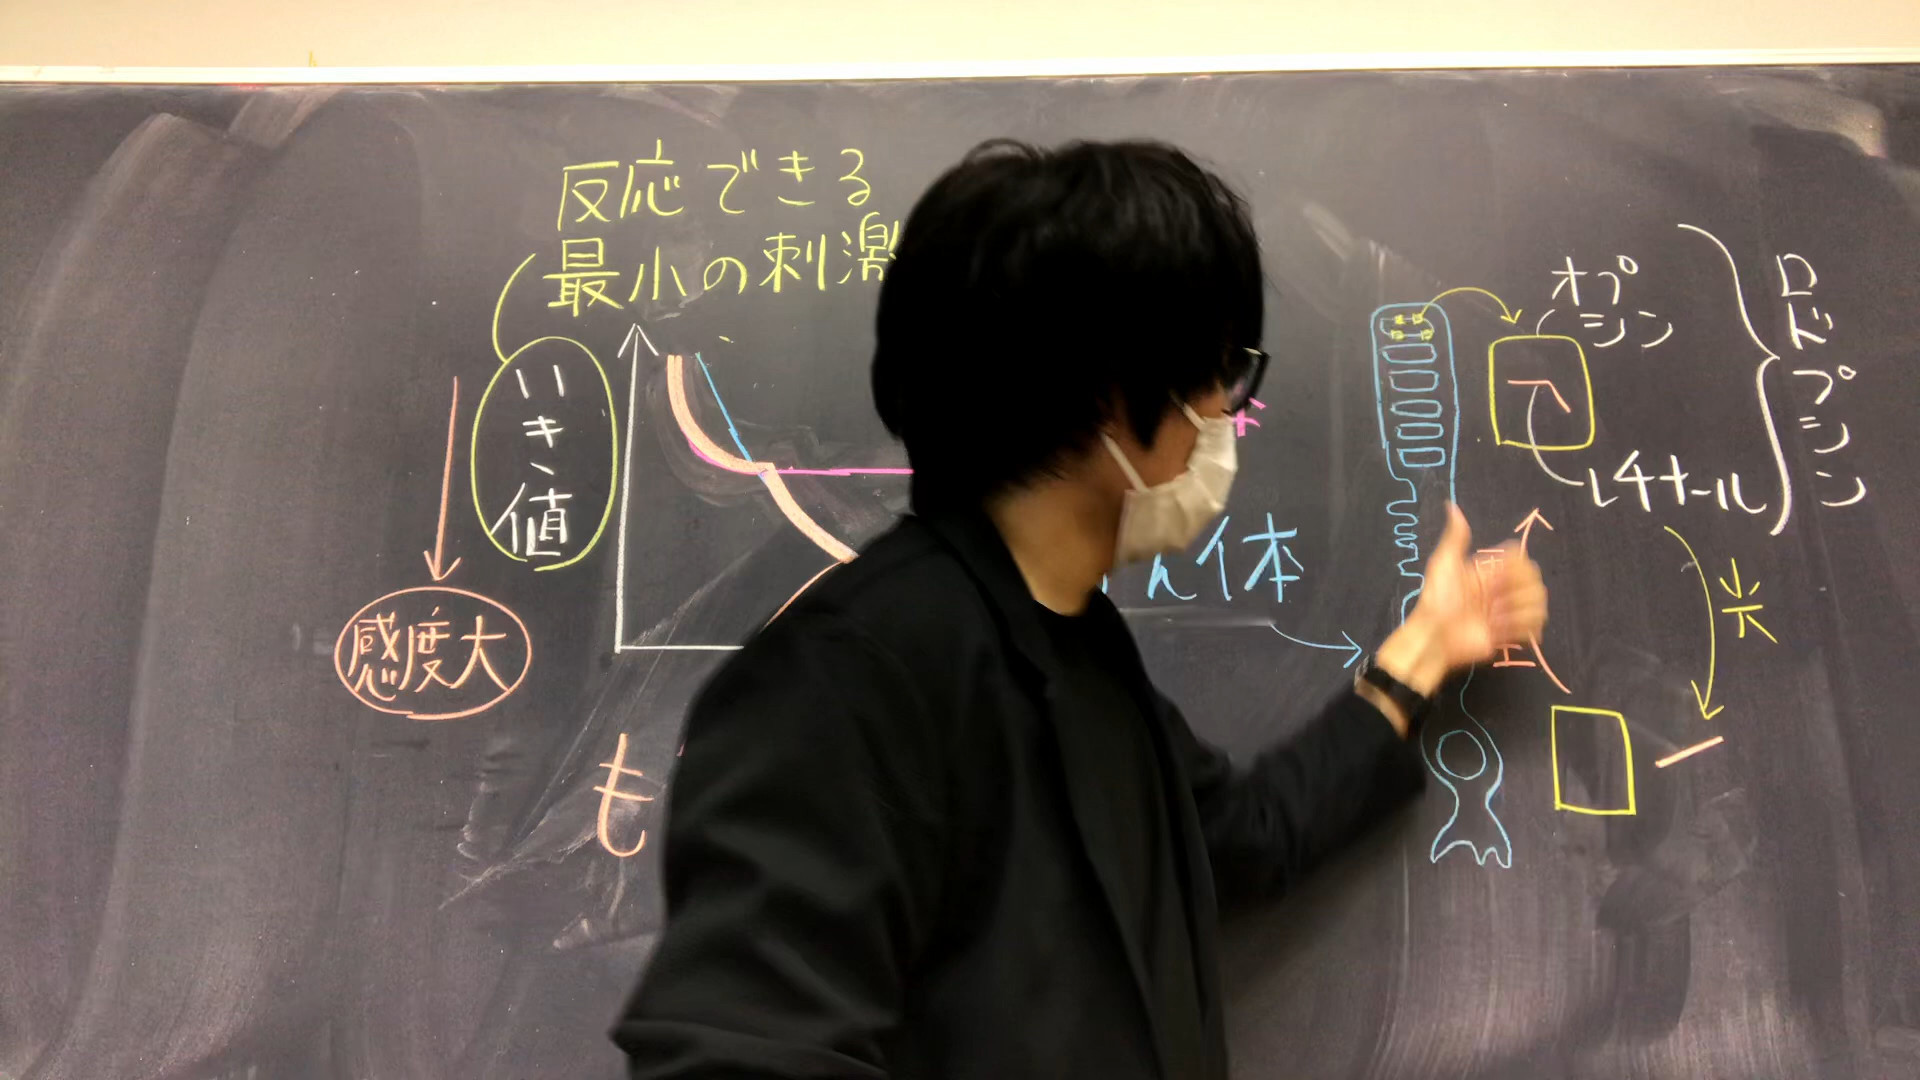 反応できる
最小の刺激
いき値
感度大
も
ん体
オプ
シン
レチナール
ロドプシン
光